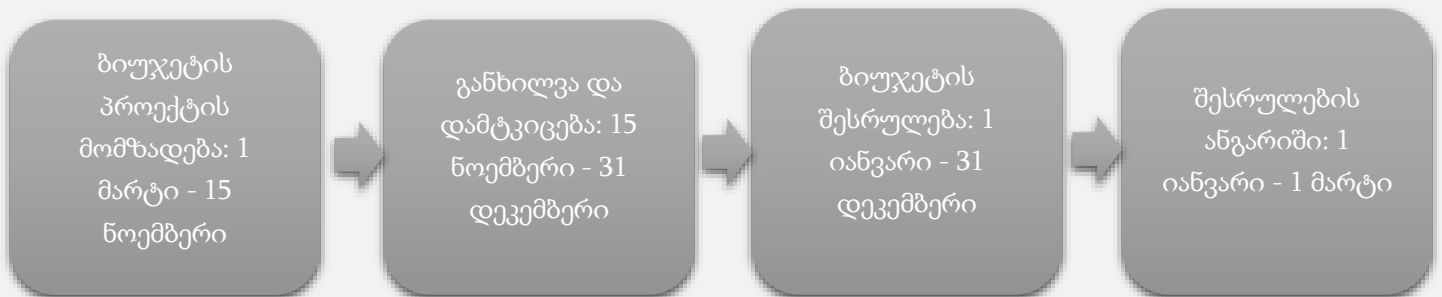 ბიუჯეტის
პროექტის
მომზადება: 1
მარტი - 15
ნოემბერი
განხილვა და
დამტკიცება: 15
ნოემბერი - 31
დეკემბერი
ბიუჯეტის
შესრულება: 1
იანვარი - 31
დეკემბერი
შესრულების
ანგარიში: 1
იანვარი - 1 მარტი